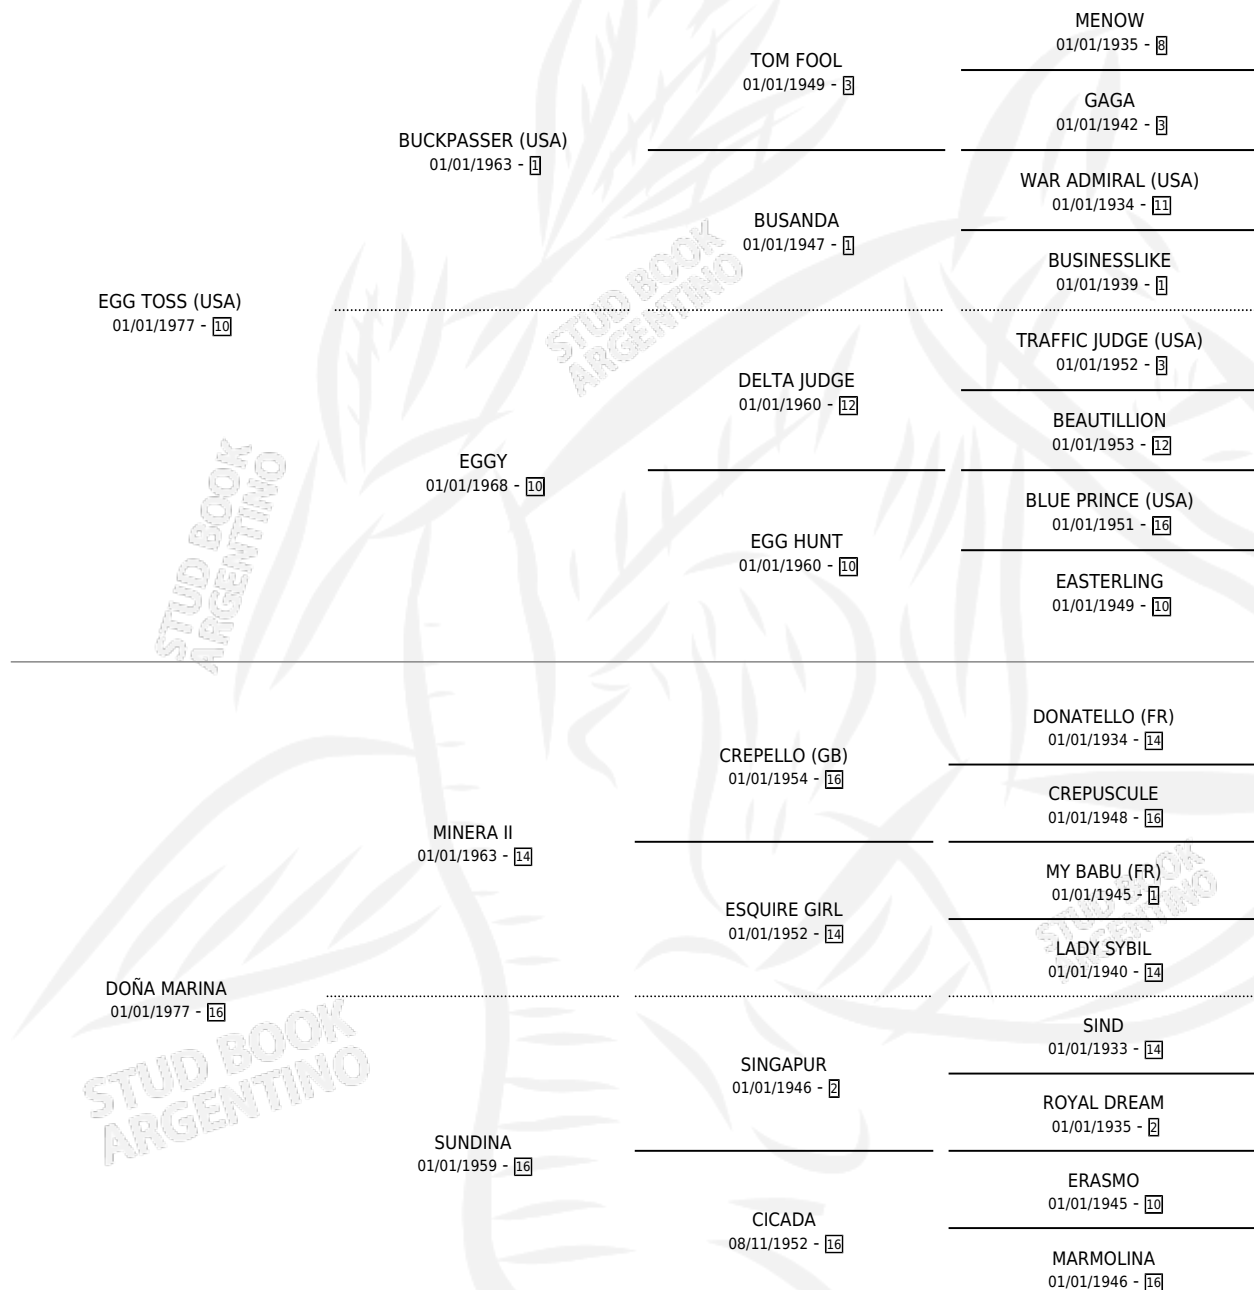 MENOW
01/01/1935 - 8
TOM FOOL
01/01/1949 - 3
GAGA
01/01/1942 - 3
BUCKPASSER (USA)
01/01/1963 - 1
WAR ADMIRAL (USA)
01/01/1934 - 11
BUSANDA
01/01/1947 - 1
BUSINESSLIKE
01/01/1939 - 1
EGG TOSS (USA)
01/01/1977 - 10
TRAFFIC JUDGE (USA)
01/01/1952 - 3
DELTA JUDGE
01/01/1960 - 12
BEAUTILLION
01/01/1953 - 12
EGGY
01/01/1968 - 10
BLUE PRINCE (USA)
01/01/1951 - 16
EGG HUNT
01/01/1960 - 10
EASTERLING
01/01/1949 - 10
DONATELLO (FR)
01/01/1934 - 14
CREPELLO (GB)
01/01/1954 - 16
CREPUSCULE
01/01/1948 - 16
MINERA II
01/01/1963 - 14
MY BABU (FR)
01/01/1945 - 1
ESQUIRE GIRL
01/01/1952 - 14
LADY SYBIL
01/01/1940 - 14
DOÑA MARINA
01/01/1977 - 16
SIND
01/01/1933 - 14
SINGAPUR
01/01/1946 - 2
ROYAL DREAM
01/01/1935 - 2
SUNDINA
01/01/1959 - 16
ERASMO
01/01/1945 - 10
CICADA
08/11/1952 - 16
MARMOLINA
01/01/1946 - 16
STUD BOOK
ARGENTINO
STUD BOOK
ARGENTINO
STUD BOOK
ARGENTINO
STUD BOOK
ARGENTINO